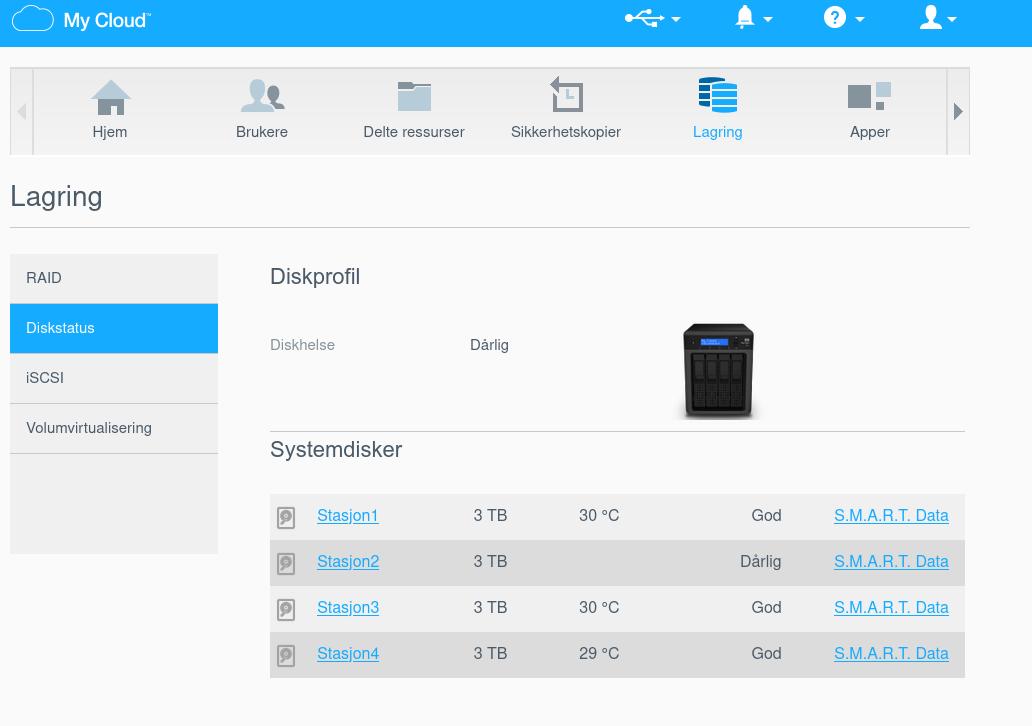 My Cloud™
Hjem
Brukere
Delte ressurser
Sikkerhetskopier
Lagring
Apper
Lagring
RAID
Diskstatus
iSCSI
Volumvirtualisering
Diskprofil
Diskhelse Dårlig
Systemdisker
Stasjon1 3 TB 30 °C God S.M.A.R.T. Data
Stasjon2 3 TB Dårlig S.M.A.R.T. Data
Stasjon3 3 TB 30 °C God S.M.A.R.T. Data
Stasjon4 3 TB 29 °C God S.M.A.R.T. Data